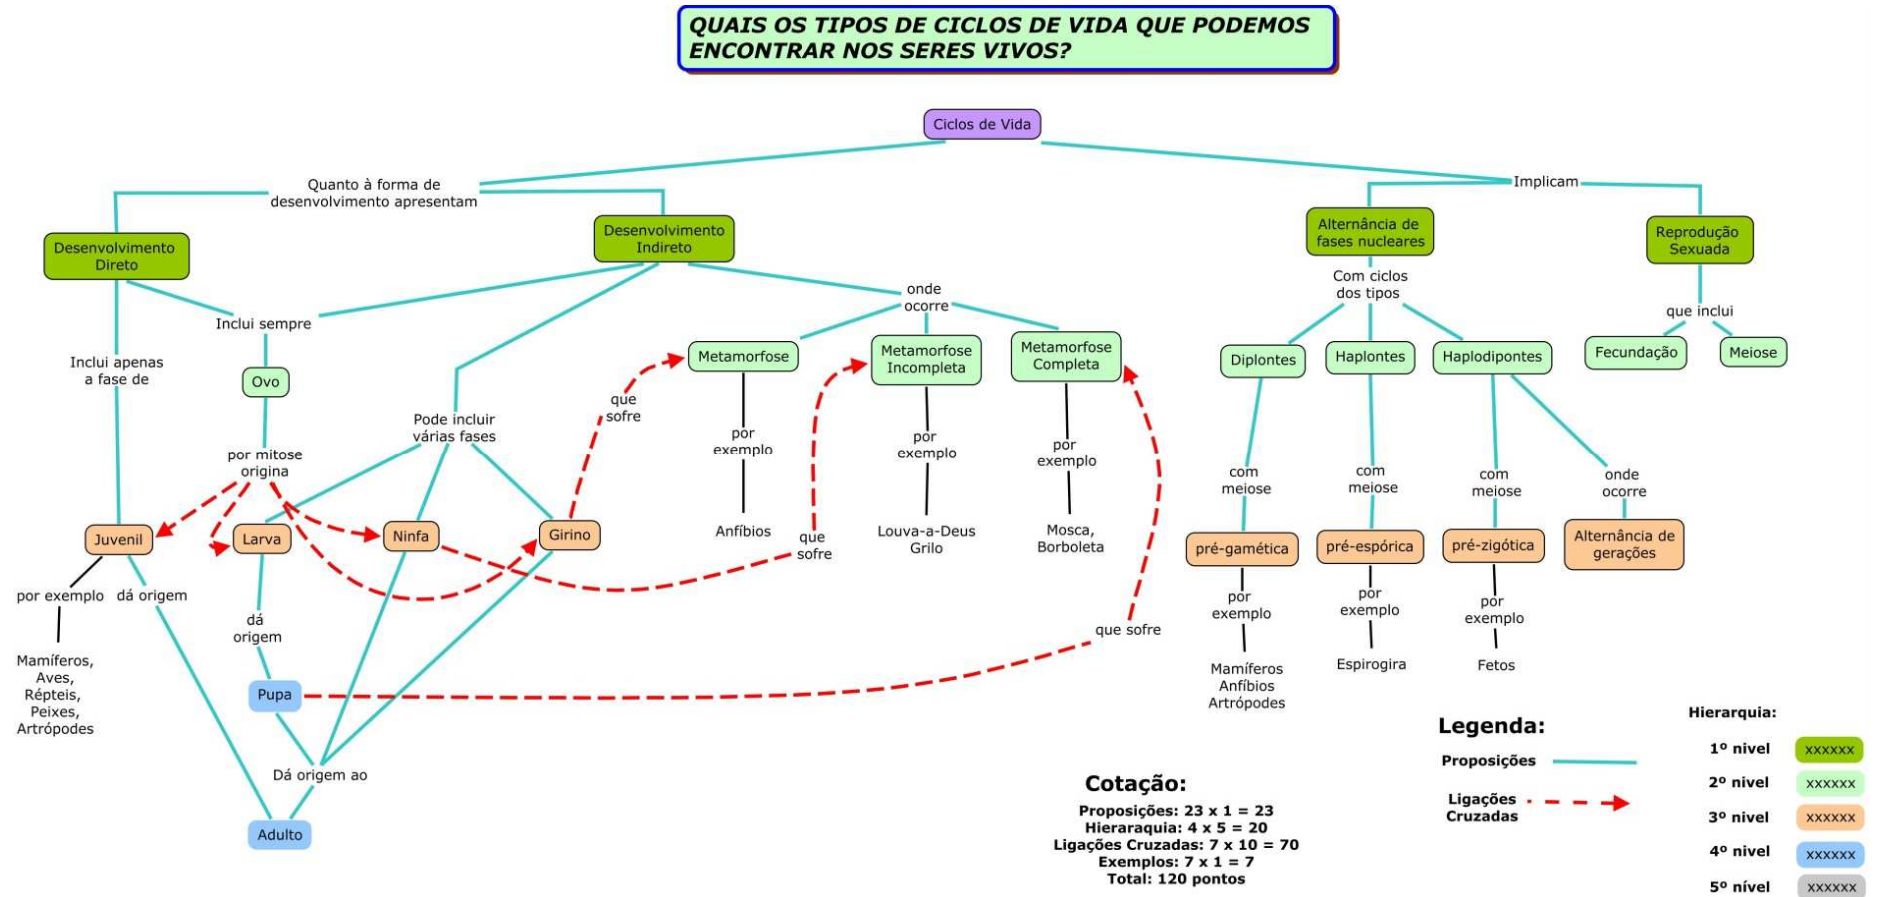 QUAIS OS TIPOS DE CICLOS DE VIDA QUE PODEMOS
ENCONTRAR NOS SERES VIVOS?
Ciclos de Vida
Quanto à forma de
desenvolvimento apresentam
Implicam
Desenvolvimento
Direto
Desenvolvimento
Indireto
Alternância de
fases nucleares
Reprodução
Sexuada
Inclui sempre
onde
ocorre
Com ciclos
dos tipos
que inclui
Inclui apenas
a fase de
Ovo
Metamorfose
Metamorfose
Incompleta
Metamorfose
Completa
Diplontes
Haplontes
Haplodipontes
Fecundação
Meiose
que
sofre
Pode incluir
várias fases
por mitose
origina
por
exemplo
por
exemplo
por
exemplo
com
meiose
com
meiose
com
meiose
onde
ocorre
Juvenil
Larva
Ninfa
Girino
Anfíbios
que
sofre
Louva-a-Deus
Grilo
Mosca,
Borboleta
pré-gamética
pré-espórica
pré-zigótica
Alternância de
gerações
por exemplo
dá origem
dá
origem
que sofre
por
exemplo
por
exemplo
por
exemplo
Mamíferos,
Aves,
Répteis,
Peixes,
Artrópodes
Pupa
Mamíferos
Anfíbios
Artrópodes
Espirogira
Fetos
Dá origem ao
Adulto
Cotação:
Proposições: 23 x 1 = 23
Hieraraquia: 4 x 5 = 20
Ligações Cruzadas: 7 x 10 = 70
Exemplos: 7 x 1 = 7
Total: 120 pontos
Legenda:
Proposições
Ligações
Cruzadas
Hierarquia:
1º nivel xxxxxx
2º nivel xxxxxx
3º nivel xxxxxx
4º nivel xxxxxx
5º nível xxxxxx